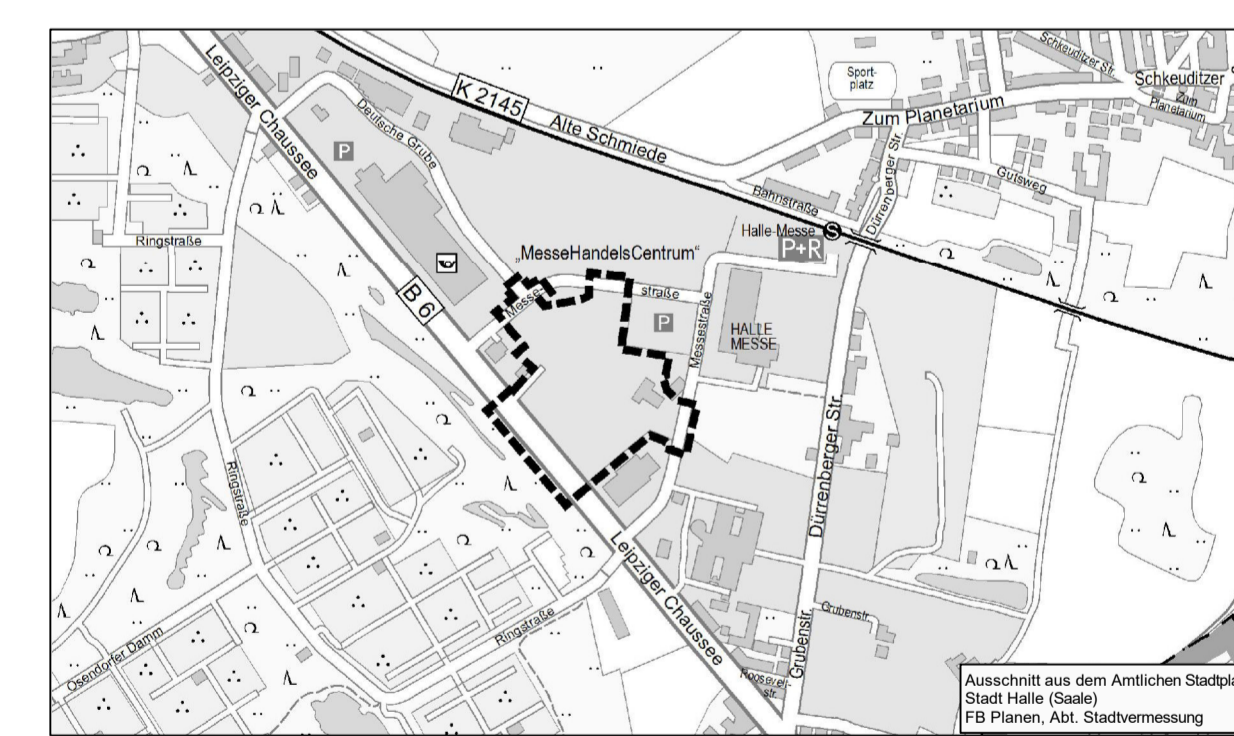 Leipziger Chaussee
K 2145
Alte Schmiede
Sport-
platz
Zum Planetarium
Schkeuditzer Str.
Schkeuditzer
Zum
Planetarium
Deutsche Grube
P
Bahnstraße
Dürrenberger Str.
Gutsweg
Ringstraße
Halle-Messe
S
P+R
„MesseHandelsCentrum“
B 6
Messe-
straße
P
Messestraße
HALLE
MESSE
Dürrenberger Str.
Ringstraße
Leipziger Chaussee
Osendorfer Damm
Ringstraße
Grubenstr.
Grubenstr.
Roosevelt-
str.
Ausschnitt aus dem Amtlichen Stadtpla
Stadt Halle (Saale)
FB Planen, Abt. Stadtvermessung